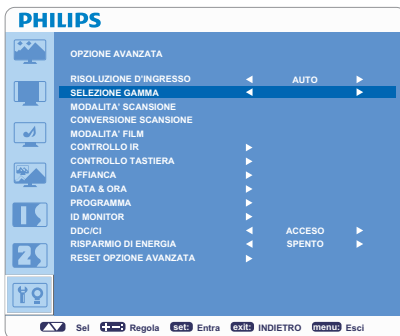 PHILIPS
OPZIONE AVANZATA
RISOLUZIONE D'INGRESSO AUTO
SELEZIONE GAMMA
MODALITA' SCANSIONE
CONVERSIONE SCANSIONE
MODALITA' FILM
CONTROLLO IR
CONTROLLO TASTIERA
AFFIANCA
DATA & ORA
PROGRAMMA
ID MONITOR
DDC/CI ACCESO
RISPARMIO DI ENERGIA SPENTO
RESET OPZIONE AVANZATA
Sel Regola set: Entra exit: INDIETRO menu: Esci